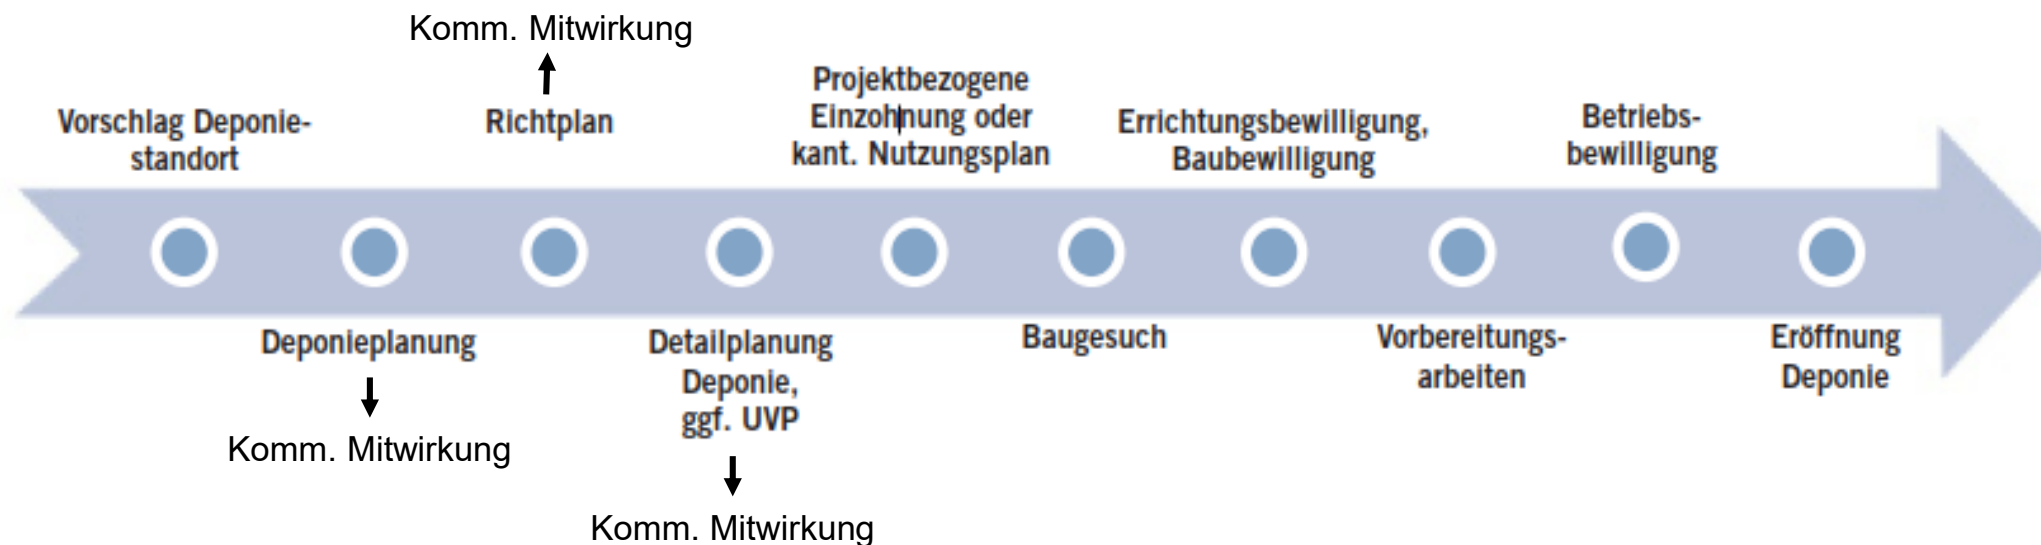 Komm. Mitwirkung
Vorschlag Deponie-
standort
Richtplan
Projektbezogene
Einzohnung oder
kant. Nutzungsplan
Errichtungsbewilligung,
Baubewilligung
Betriebs-
bewilligung
Deponieplanung
Komm. Mitwirkung
Detailplanung
Deponie,
ggf. UVP
Komm. Mitwirkung
Baugesuch
Vorbereitungs-
arbeiten
Eröffnung
Deponie